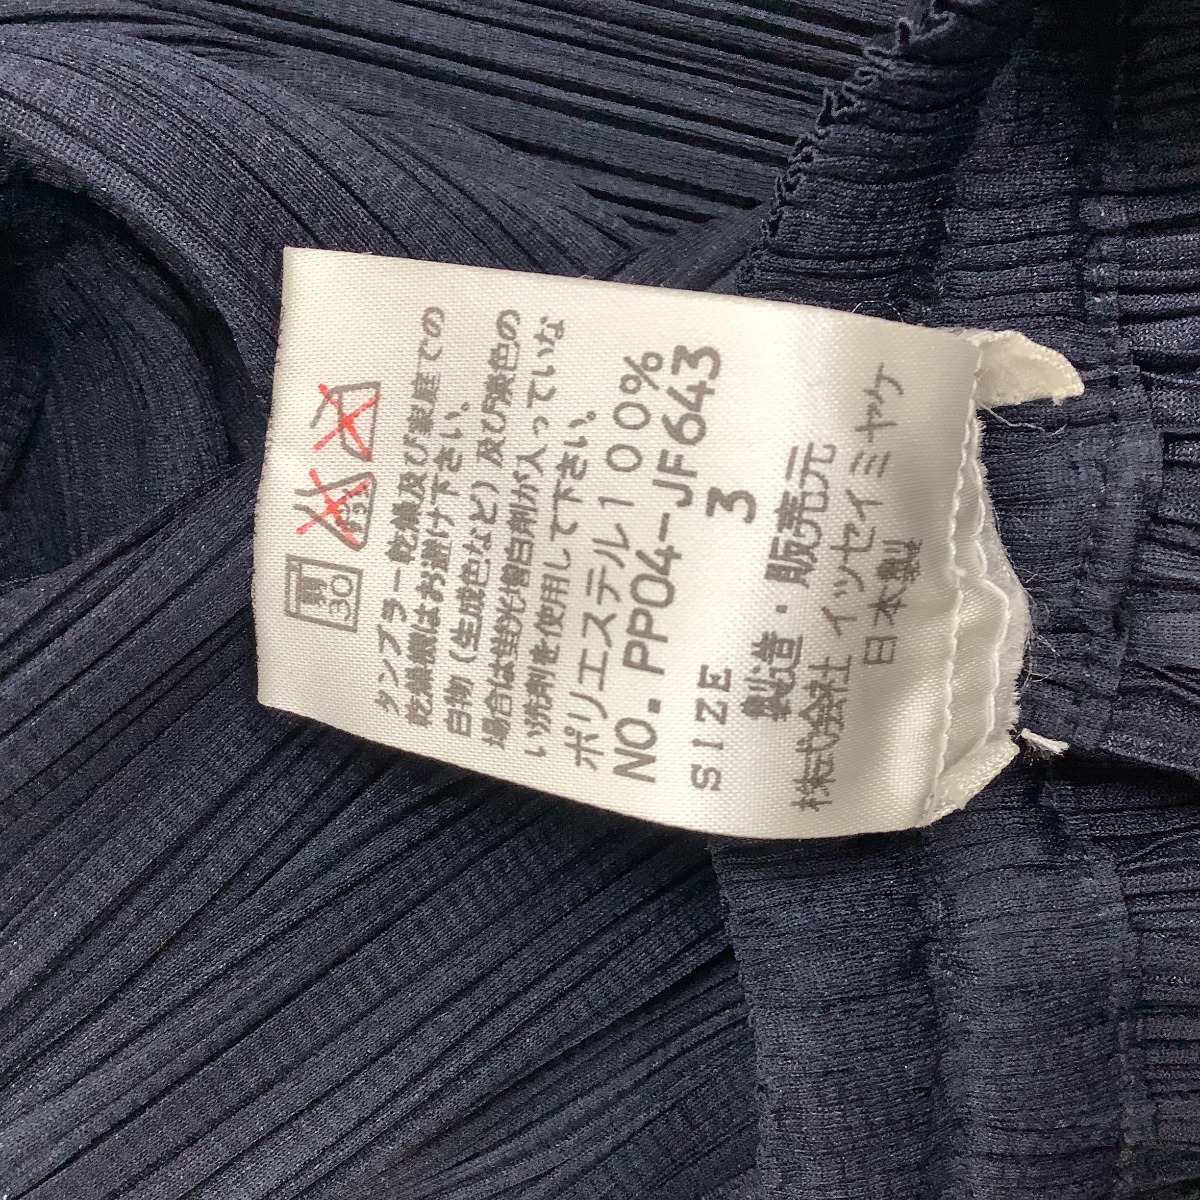 30
タンブラー乾燥及び家庭での
乾燥機はお避け下さい。
白物(生成色など)及び淡色の
場合は蛍光増白剤が入っていな
い洗剤を使用して下さい。
ポリエステル100%
NO. PP04-JF643
SIZE 3
製造・販売元
株式会社 イッセイミヤケ
日本製